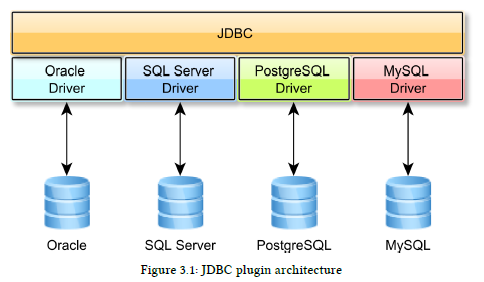 JDBC
Oracle
Driver
SQL Server
Driver
PostgreSQL
Driver
MySQL
Driver
Oracle
SQL Server
PostgreSQL
MySQL
Figure 3.1: JDBC plugin architecture